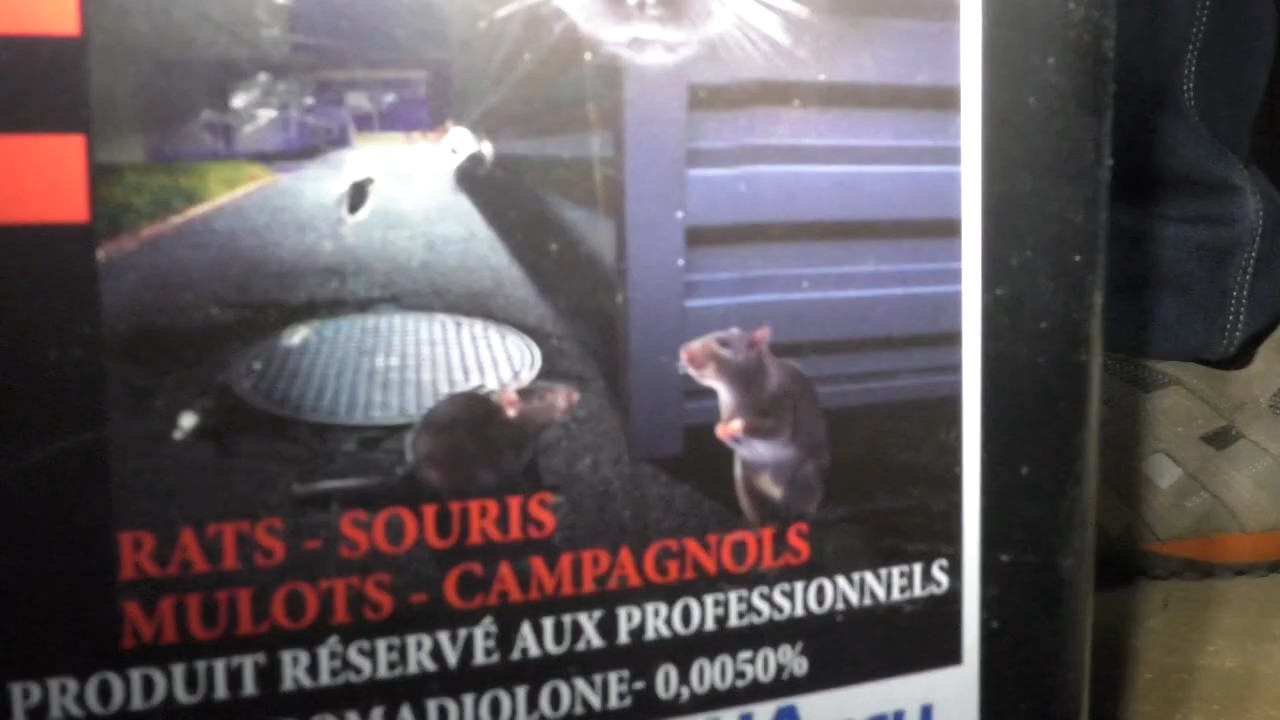 RATS - SOURIS
MULOTS - CAMPAGNOLS
PRODUIT RÉSERVÉ AUX PROFESSIONNELS
0,0050%